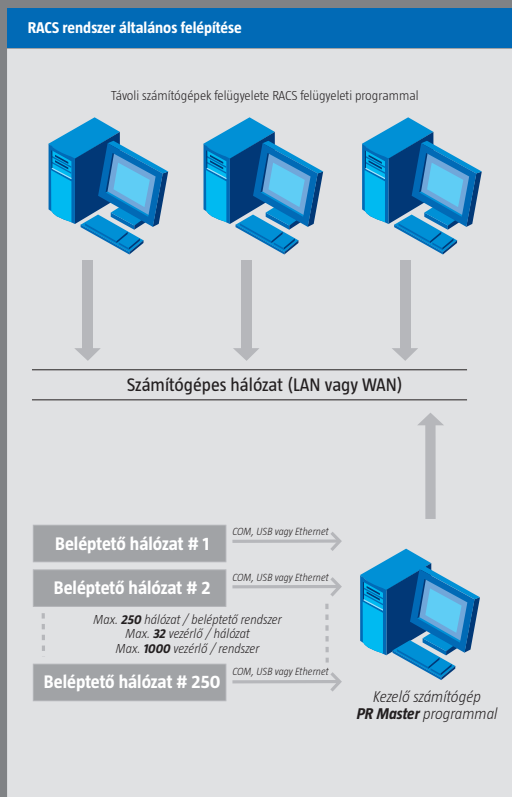 RACS rendszer általános felépítése
Távoli számítógépek felügyelete RACS felügyeleti programmal
Számítógépes hálózat (LAN vagy WAN)
Beléptető hálózat # 1
COM, USB vagy Ethernet
Beléptető hálózat # 2
COM, USB vagy Ethernet
Max. 250 hálózat / beléptető rendszer
Max. 32 vezérlő / hálózat
Max. 1000 vezérlő / rendszer
Beléptető hálózat # 250
COM, USB vagy Ethernet
Kezelő számítógép
PR Master programmal